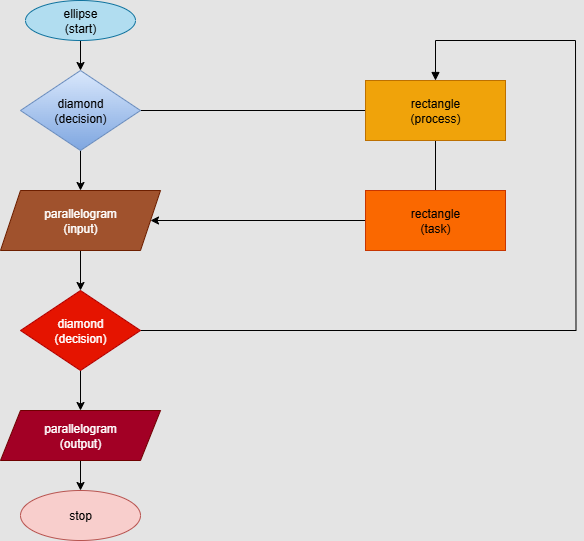 ellipse
(start)
diamond
(decision)
rectangle
(process)
parallelogram
(input)
rectangle
(task)
diamond
(decision)
parallelogram
(output)
stop